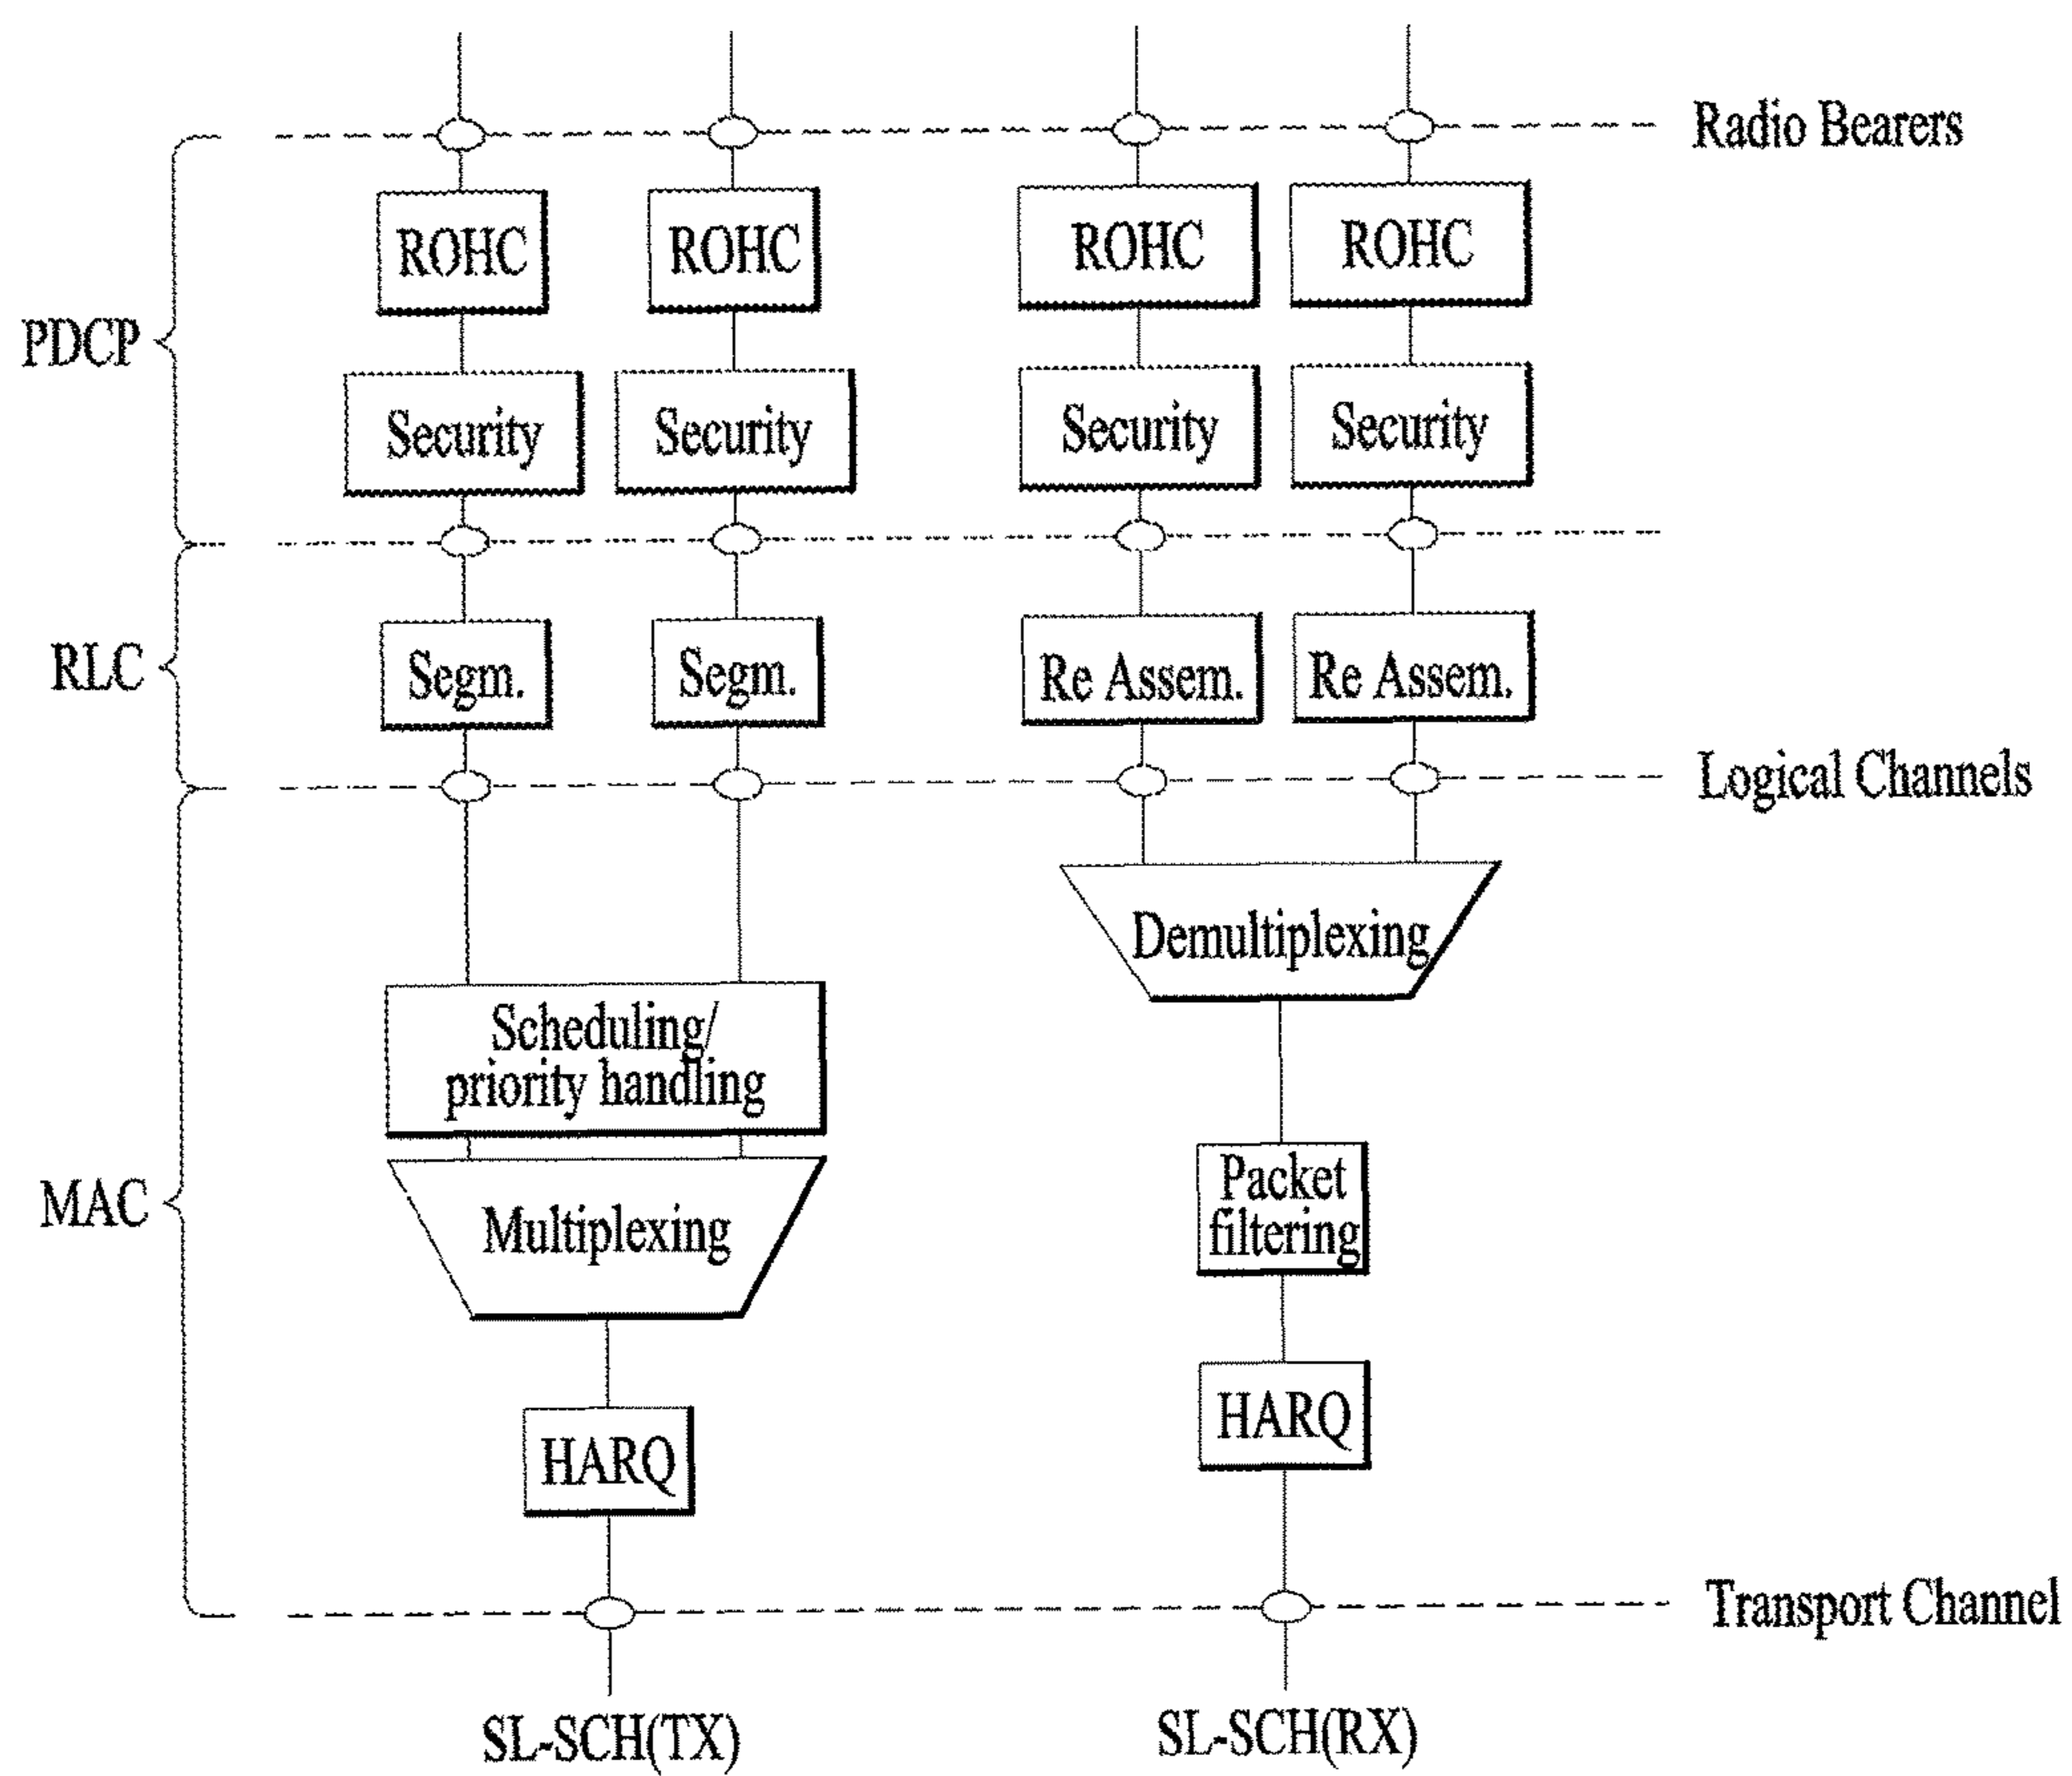 Radio Bearers
ROHC ROHC ROHC ROHC
PDCP
Security Security Security Security
RLC
Segm. Segm. Re Assem. Re Assem.
Logical Channels
Demultiplexing
Scheduling/
priority handling
Packet
filtering
MAC
Multiplexing
HARQ
HARQ
Transport Channel
SL-SCH(TX) SL-SCH(RX)